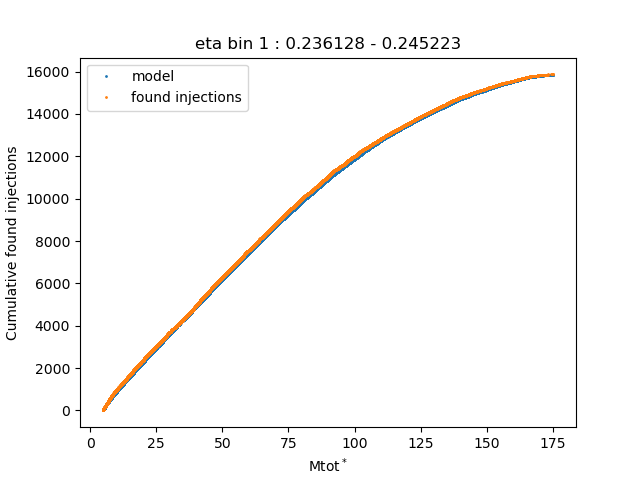 eta bin 1 : 0.236128 - 0.245223
model
found injections
Cumulative found injections
16000
14000
12000
10000
8000
6000
4000
2000
0
0 25 50 75 100 125 150 175
Mtot*